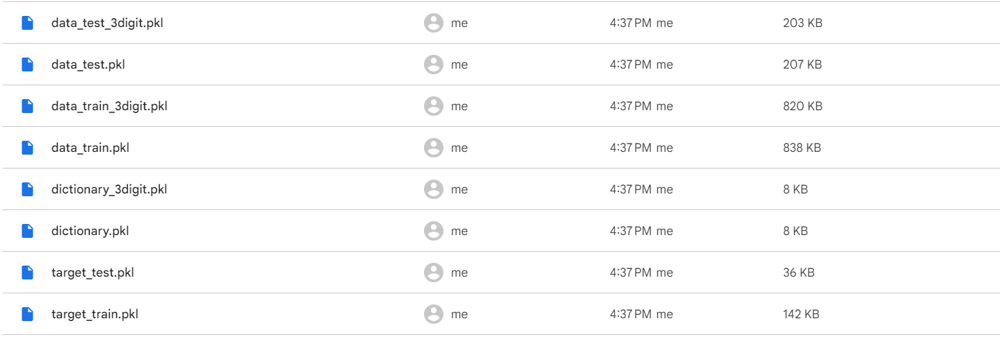 data_test_3digit.pkl me 4:37 PM me 203 KB
data_test.pkl me 4:37 PM me 207 KB
data_train_3digit.pkl me 4:37 PM me 820 KB
data_train.pkl me 4:37 PM me 838 KB
dictionary_3digit.pkl me 4:37 PM me 8 KB
dictionary.pkl me 4:37 PM me 8 KB
target_test.pkl me 4:37 PM me 36 KB
target_train.pkl me 4:37 PM me 142 KB